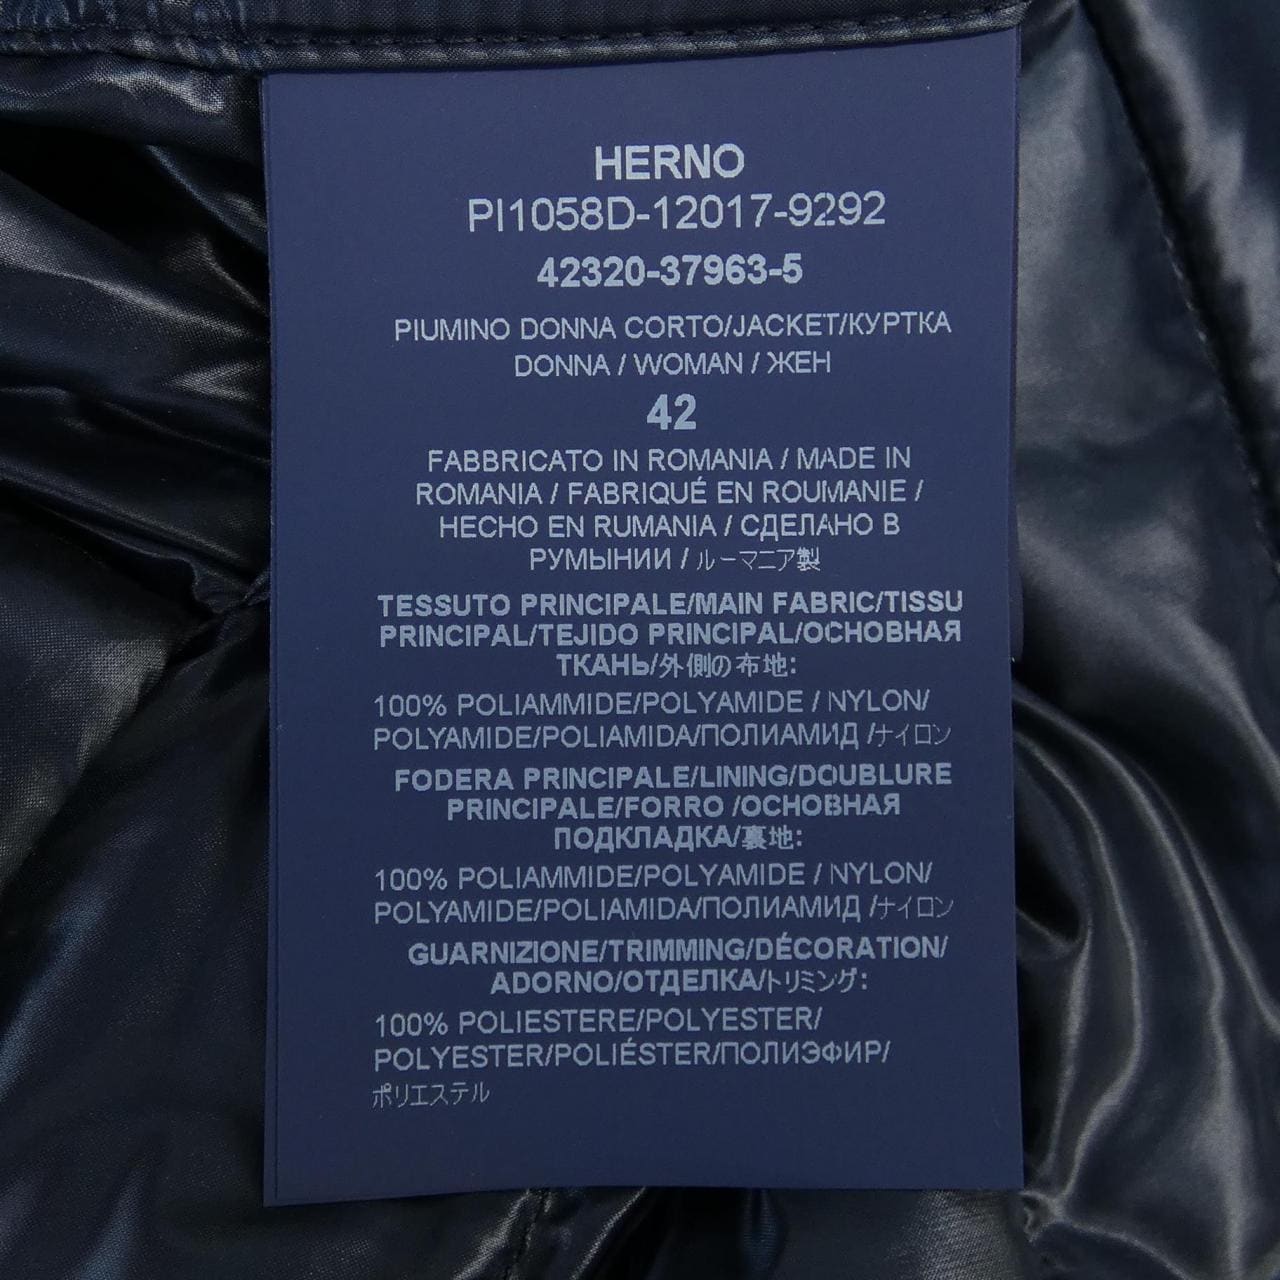 HERNO
PI1058D-12017-9292
42320-37963-5
PIUMINO DONNA CORTO/JACKET/КУРТКА
DONNA / WOMAN / ЖЕН
42
FABBRICATO IN ROMANIA / MADE IN
ROMANIA / FABRIQUÉ EN ROUMANIE /
HECHO EN RUMANIA / СДЕЛАНО В
РУМЫНИИ / ルーマニア製
TESSUTO PRINCIPALE/MAIN FABRIC/TISSU
PRINCIPAL/TEJIDO PRINCIPAL/ОСНОВНАЯ
ТКАНЬ/外側の布地:
100% POLIAMMIDE/POLYAMIDE / NYLON/
POLYAMIDE/POLIAMIDA/ПОЛИАМИД /ナイロン
FODERA PRINCIPALE/LINING/DOUBLURE
PRINCIPALE/FORRO /ОСНОВНАЯ
ПОДКЛАДКА/裏地:
100% POLIAMMIDE/POLYAMIDE / NYLON/
POLYAMIDE/POLIAMIDA/ПОЛИАМИД /ナイロン
GUARNIZIONE/TRIMMING/DÉCORATION/
ADORNO/ОТДЕЛКА/トリミング:
100% POLIESTERE/POLYESTER/
POLYESTER/POLIÉSTER/ПОЛИЭФИР/
ポリエステル